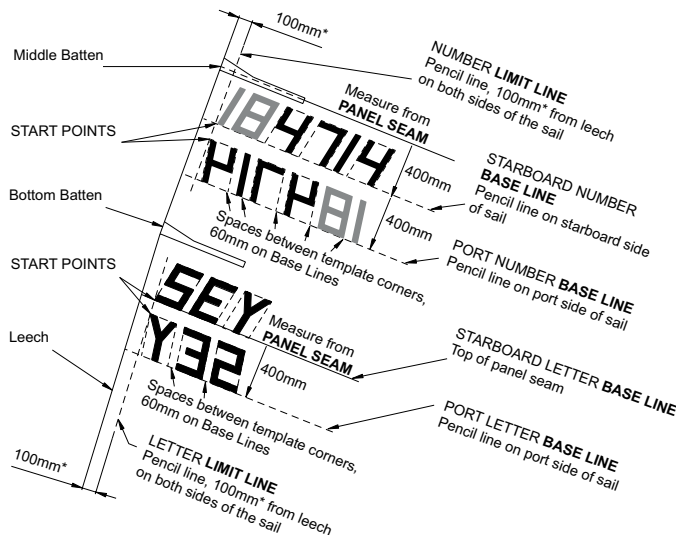 100mm*
Middle Batten
NUMBER LIMIT LINE
Pencil line, 100mm* from leech
on both sides of the sail
Measure from
PANEL SEAM
START POINTS
184714
400mm
STARBOARD NUMBER
BASE LINE
Pencil line on starboard side
of sail
184714
400mm
Bottom Batten
Spaces between template corners,
60mm on Base Lines
PORT NUMBER BASE LINE
Pencil line on port side of sail
START POINTS
SEY
Measure from
PANEL SEAM
STARBOARD LETTER BASE LINE
Top of panel seam
Leech
SEY
400mm
Spaces between template corners,
60mm on Base Lines
PORT LETTER BASE LINE
Pencil line on port side of sail
100mm*
LETTER LIMIT LINE
Pencil line, 100mm* from leech
on both sides of the sail